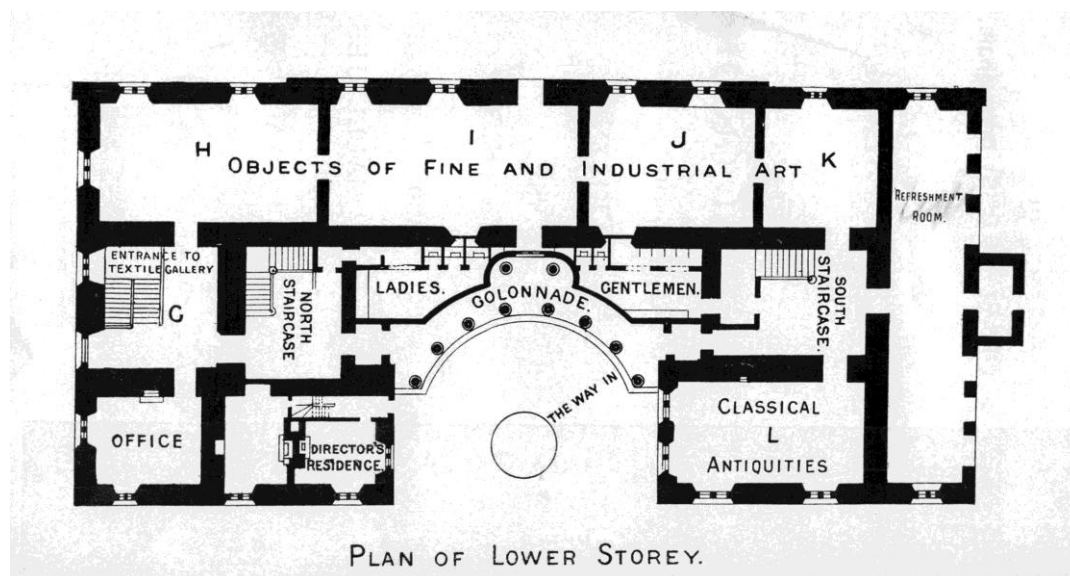 H
I
J
K
OBJECTS OF FINE AND INDUSTRIAL ART
REFRESHMENT
ROOM.
ENTRANCE TO
TEXTILE GALLERY
G
NORTH
STAIRCASE
LADIES.
COLONNADE.
GENTLEMEN.
SOUTH
STAIRCASE.
THE WAY IN
OFFICE
DIRECTOR'S
RESIDENCE
CLASSICAL
L
ANTIQUITIES
PLAN OF LOWER STOREY.